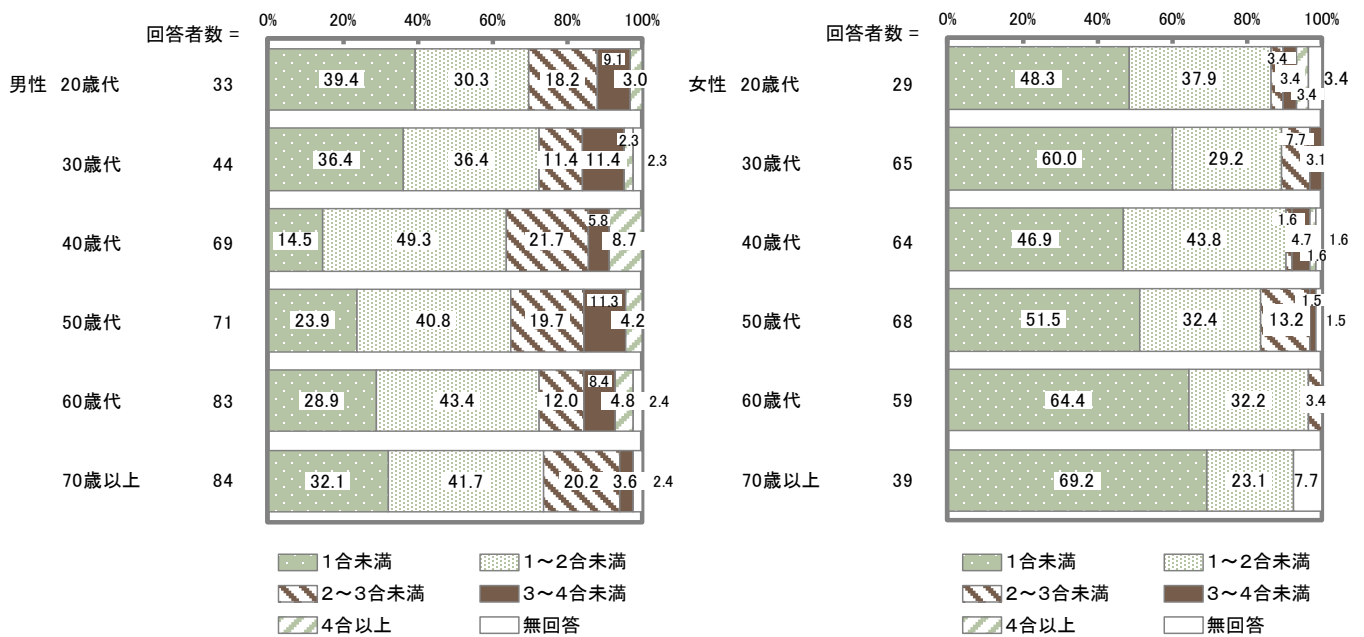 0% 20% 40% 60% 80% 100%
回答者数 =
男性 20歳代 33 39.4 30.3 18.2 9.1 3.0
30歳代 44 36.4 36.4 11.4 11.4 2.3 2.3
40歳代 69 14.5 49.3 21.7 5.8 8.7
50歳代 71 23.9 40.8 19.7 11.3 4.2
60歳代 83 28.9 43.4 12.0 8.4 4.8 2.4
70歳以上 84 32.1 41.7 20.2 3.6 2.4
1合未満 1~2合未満
2~3合未満 3~4合未満
4合以上 無回答
0% 20% 40% 60% 80% 100%
回答者数 =
女性 20歳代 29 48.3 37.9 3.4 3.4 3.4 3.4
30歳代 65 60.0 29.2 7.7 3.1
40歳代 64 46.9 43.8 1.6 4.7 1.6 1.6
50歳代 68 51.5 32.4 13.2 1.5 1.5
60歳代 59 64.4 32.2 3.4
70歳以上 39 69.2 23.1 7.7
1合未満 1~2合未満
2~3合未満 3~4合未満
4合以上 無回答